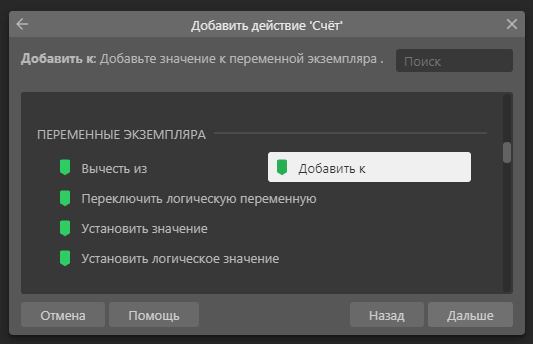 Добавить действие 'Счёт'
Добавить к: Добавьте значение к переменной экземпляра .
Поиск
ПЕРЕМЕННЫЕ ЭКЗЕМПЛЯРА
Вычесть из
Добавить к
Переключить логическую переменную
Установить значение
Установить логическое значение
Отмена
Помощь
Назад
Дальше